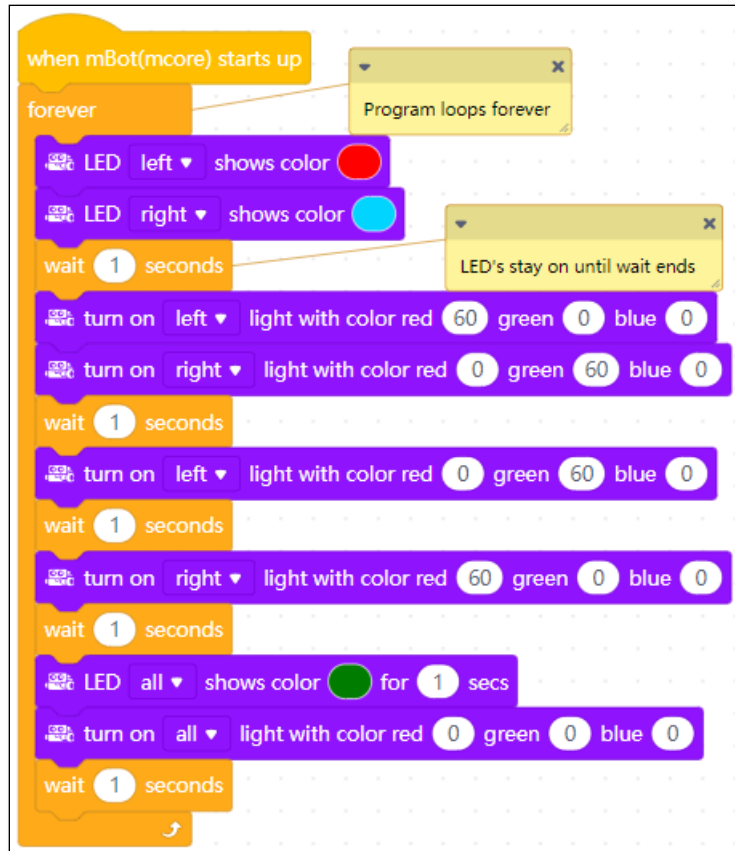 when mBot(mcore) starts up
forever
Program loops forever
LED left shows color
LED right shows color
wait 1 seconds
LED's stay on until wait ends
turn on left light with color red 60 green 0 blue 0
turn on right light with color red 0 green 60 blue 0
wait 1 seconds
turn on left light with color red 0 green 60 blue 0
wait 1 seconds
turn on right light with color red 60 green 0 blue 0
wait 1 seconds
LED all shows color for 1 secs
turn on all light with color red 0 green 0 blue 0
wait 1 seconds